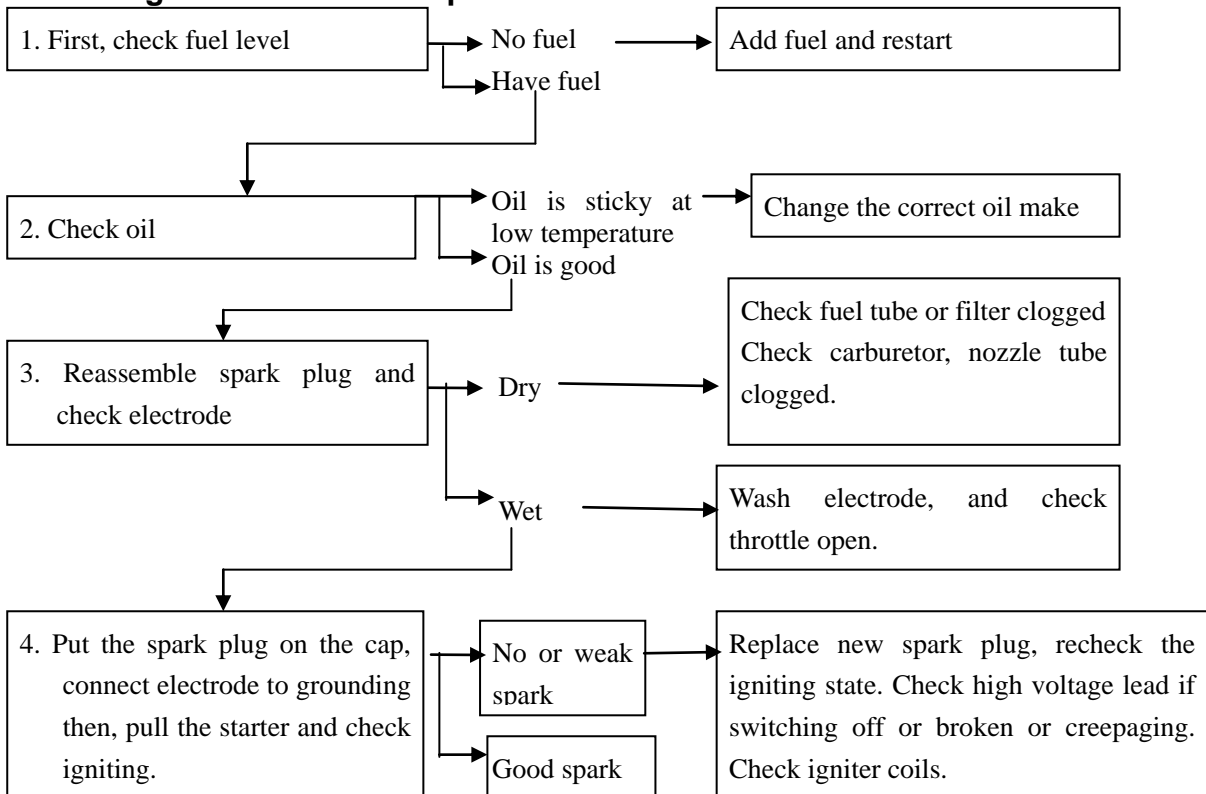 1. First, check fuel level
No fuel
Add fuel and restart
Have fuel
2. Check oil
Oil is sticky at
low temperature
Change the correct oil make
Oil is good
3. Reassemble spark plug and
check electrode
Dry
Check fuel tube or filter clogged
Check carburetor, nozzle tube
clogged.
Wet
Wash electrode, and check
throttle open.
4. Put the spark plug on the cap,
connect electrode to grounding
then, pull the starter and check
igniting.
No or weak
spark
Replace new spark plug, recheck the
igniting state. Check high voltage lead if
switching off or broken or creepaging.
Check igniter coils.
Good spark